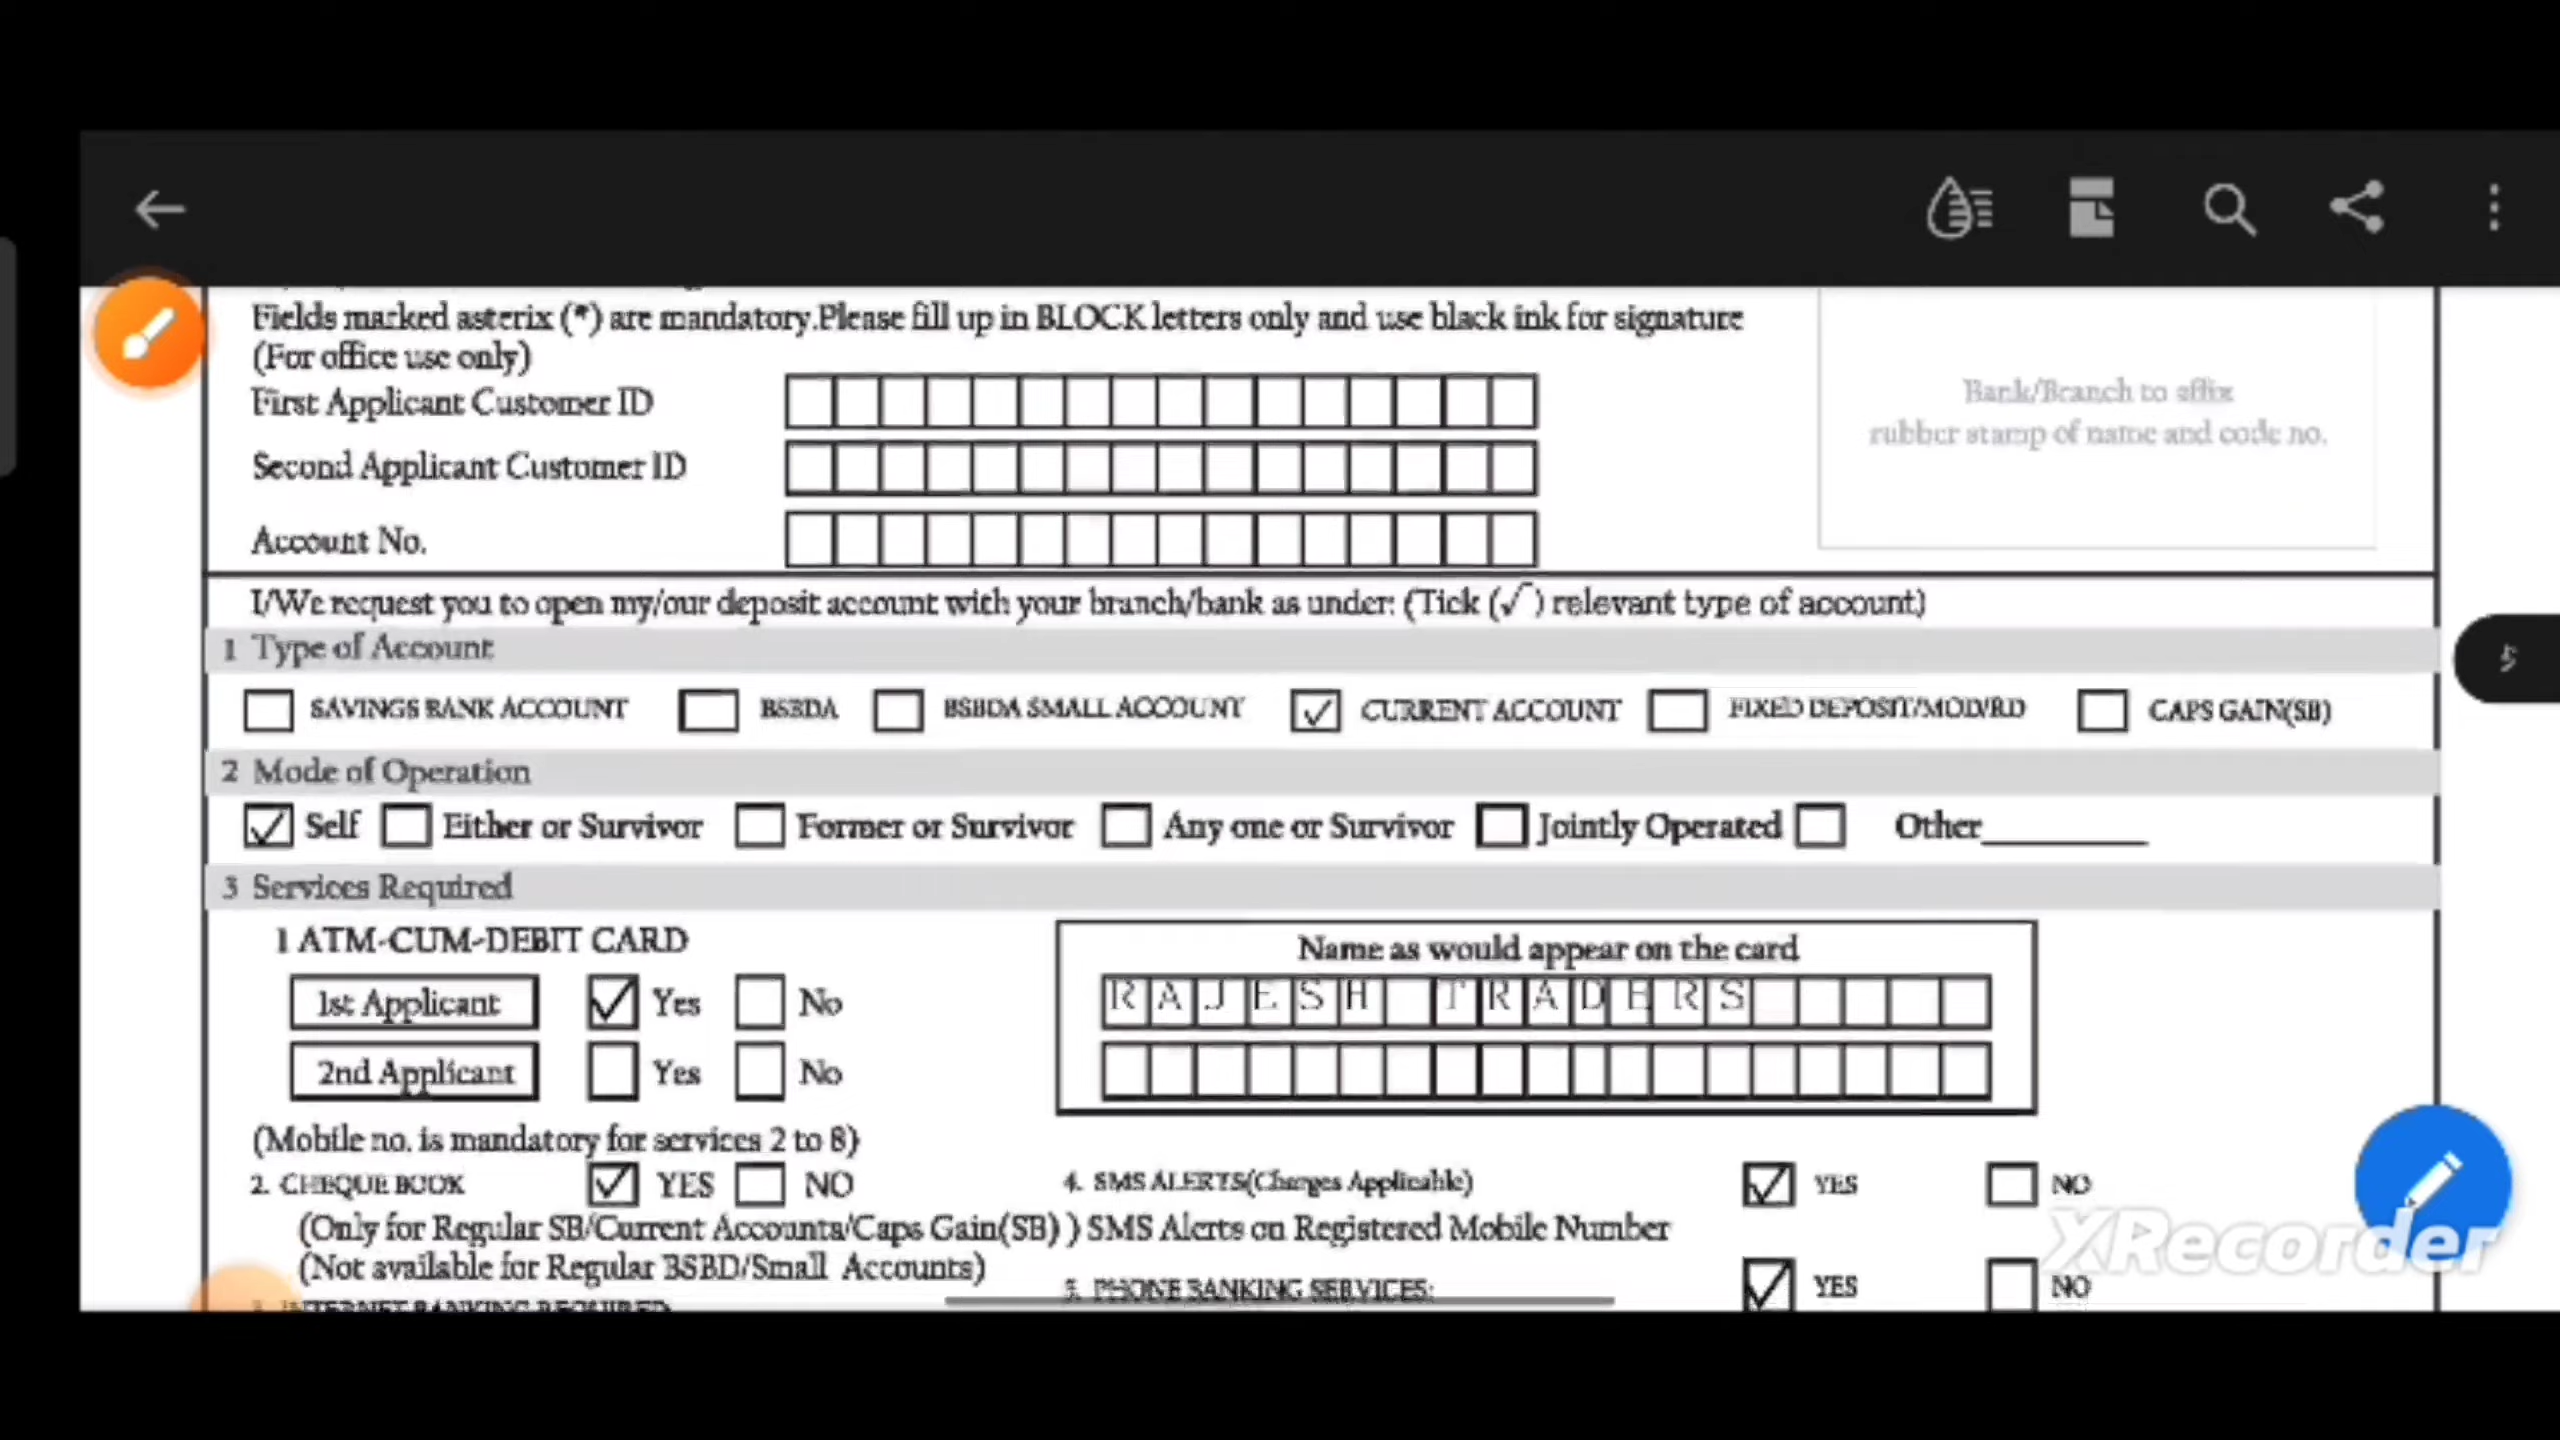 Fields marked asterix (*) are mandatory.Please fill up in BLOCK letters only and use black ink for signature
(For office use only)
First Applicant Customer ID
Second Applicant Customer ID
Account No.
Bank/Branch to affix
rubber stamp of name and code no.
I/We request you to open my/our deposit account with your branch/bank as under: (Tick (✓) relevant type of account)
1 Type of Account
SAVINGS BANK ACCOUNT BSBDA BSBDA SMALL ACCOUNT ✓ CURRENT ACCOUNT FIXED DEPOSIT/MOD/RD CAPS GAIN(SB)
5
2 Mode of Operation
✓ Self Either or Survivor Former or Survivor Any one or Survivor Jointly Operated Other
3 Services Required
1 ATM-CUM-DEBIT CARD
Name as would appear on the card
1st Applicant ✓ Yes No
RAJESH TRADERS
2nd Applicant Yes No
(Mobile no. is mandatory for services 2 to 8)
2. CHEQUE BOOK ✓ YES NO
4. SMS ALERTS(Charges Applicable) ✓ YES NO
(Only for Regular SB/Current Accounts/Caps Gain(SB) ) SMS Alerts on Registered Mobile Number
(Not available for Regular BSBD/Small Accounts)
5. PHONE BANKING SERVICES: ✓ YES NO
INTERNET BANKING REQUIRED
XRecorder